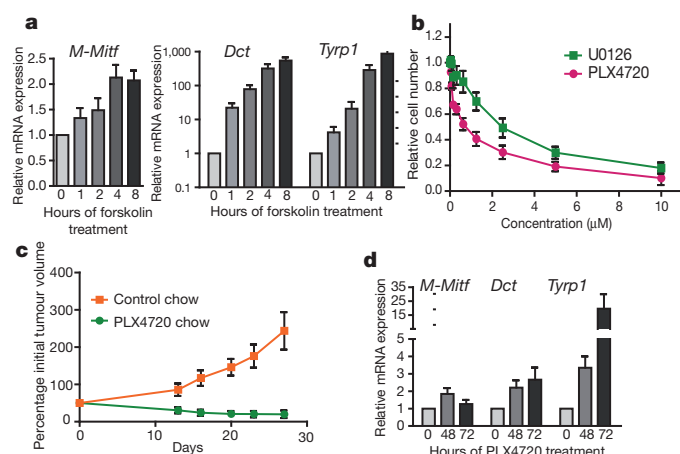 a
M-Mitf
Dct
Tyrp1
Relative mRNA expression
2.5
2.0
1.5
1.0
0.5
0.0
0 1 2 4 8
Hours of forskolin
treatment
Relative mRNA expression
1,000
100
10
1
0.1
0 1 2 4 8
0 1 2 4 8
Hours of forskolin treatment
b
Relative cell number
1.2
1.0
0.8
0.6
0.4
0.2
0.0
U0126
PLX4720
0 2 4 6 8 10
Concentration (μM)
c
Percentage initial tumour volume
400
300
200
100
0
Control chow
PLX4720 chow
0 10 20 30
Days
d
M-Mitf
Dct
Tyrp1
Relative mRNA expression
35
25
15
5
4
3
2
1
0
0 48 72
0 48 72
0 48 72
Hours of PLX4720 treatment